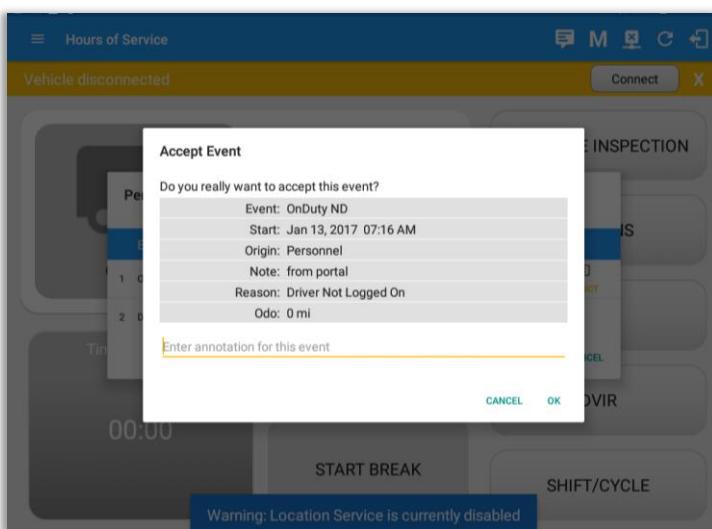 Hours of Service
M
Vehicle disconnected
Connect
X
INSPECTION
Accept Event
Do you really want to accept this event?
Event: OnDuty ND
Start: Jan 13, 2017 07:16 AM
Origin: Personnel
Note: from portal
Reason: Driver Not Logged On
Odo: 0 mi
Enter annotation for this event
CANCEL OK
1
2
00:00
START BREAK
SHIFT/CYCLE
Warning: Location Service is currently disabled